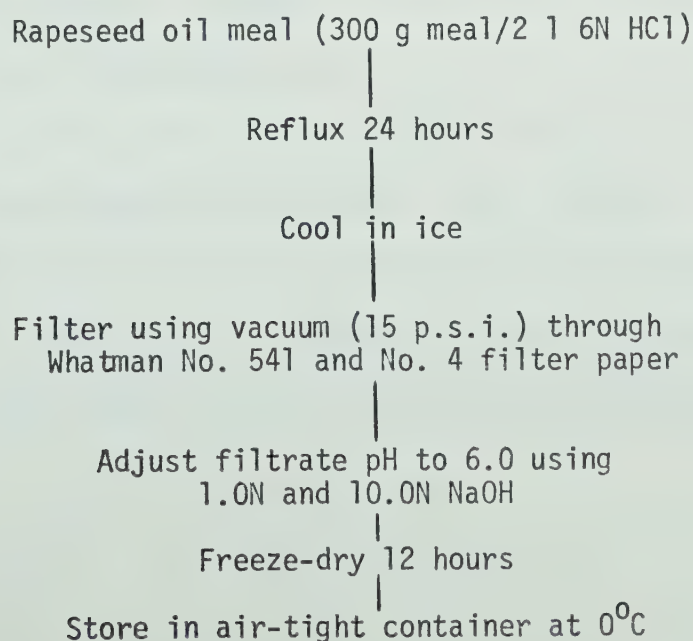 Rapeseed oil meal (300 g meal/2 l 6N HCl)
Reflux 24 hours
Cool in ice
Filter using vacuum (15 p.s.i.) through
Whatman No. 541 and No. 4 filter paper
Adjust filtrate pH to 6.0 using
1.0N and 10.0N NaOH
Freeze-dry 12 hours
Store in air-tight container at 0°C